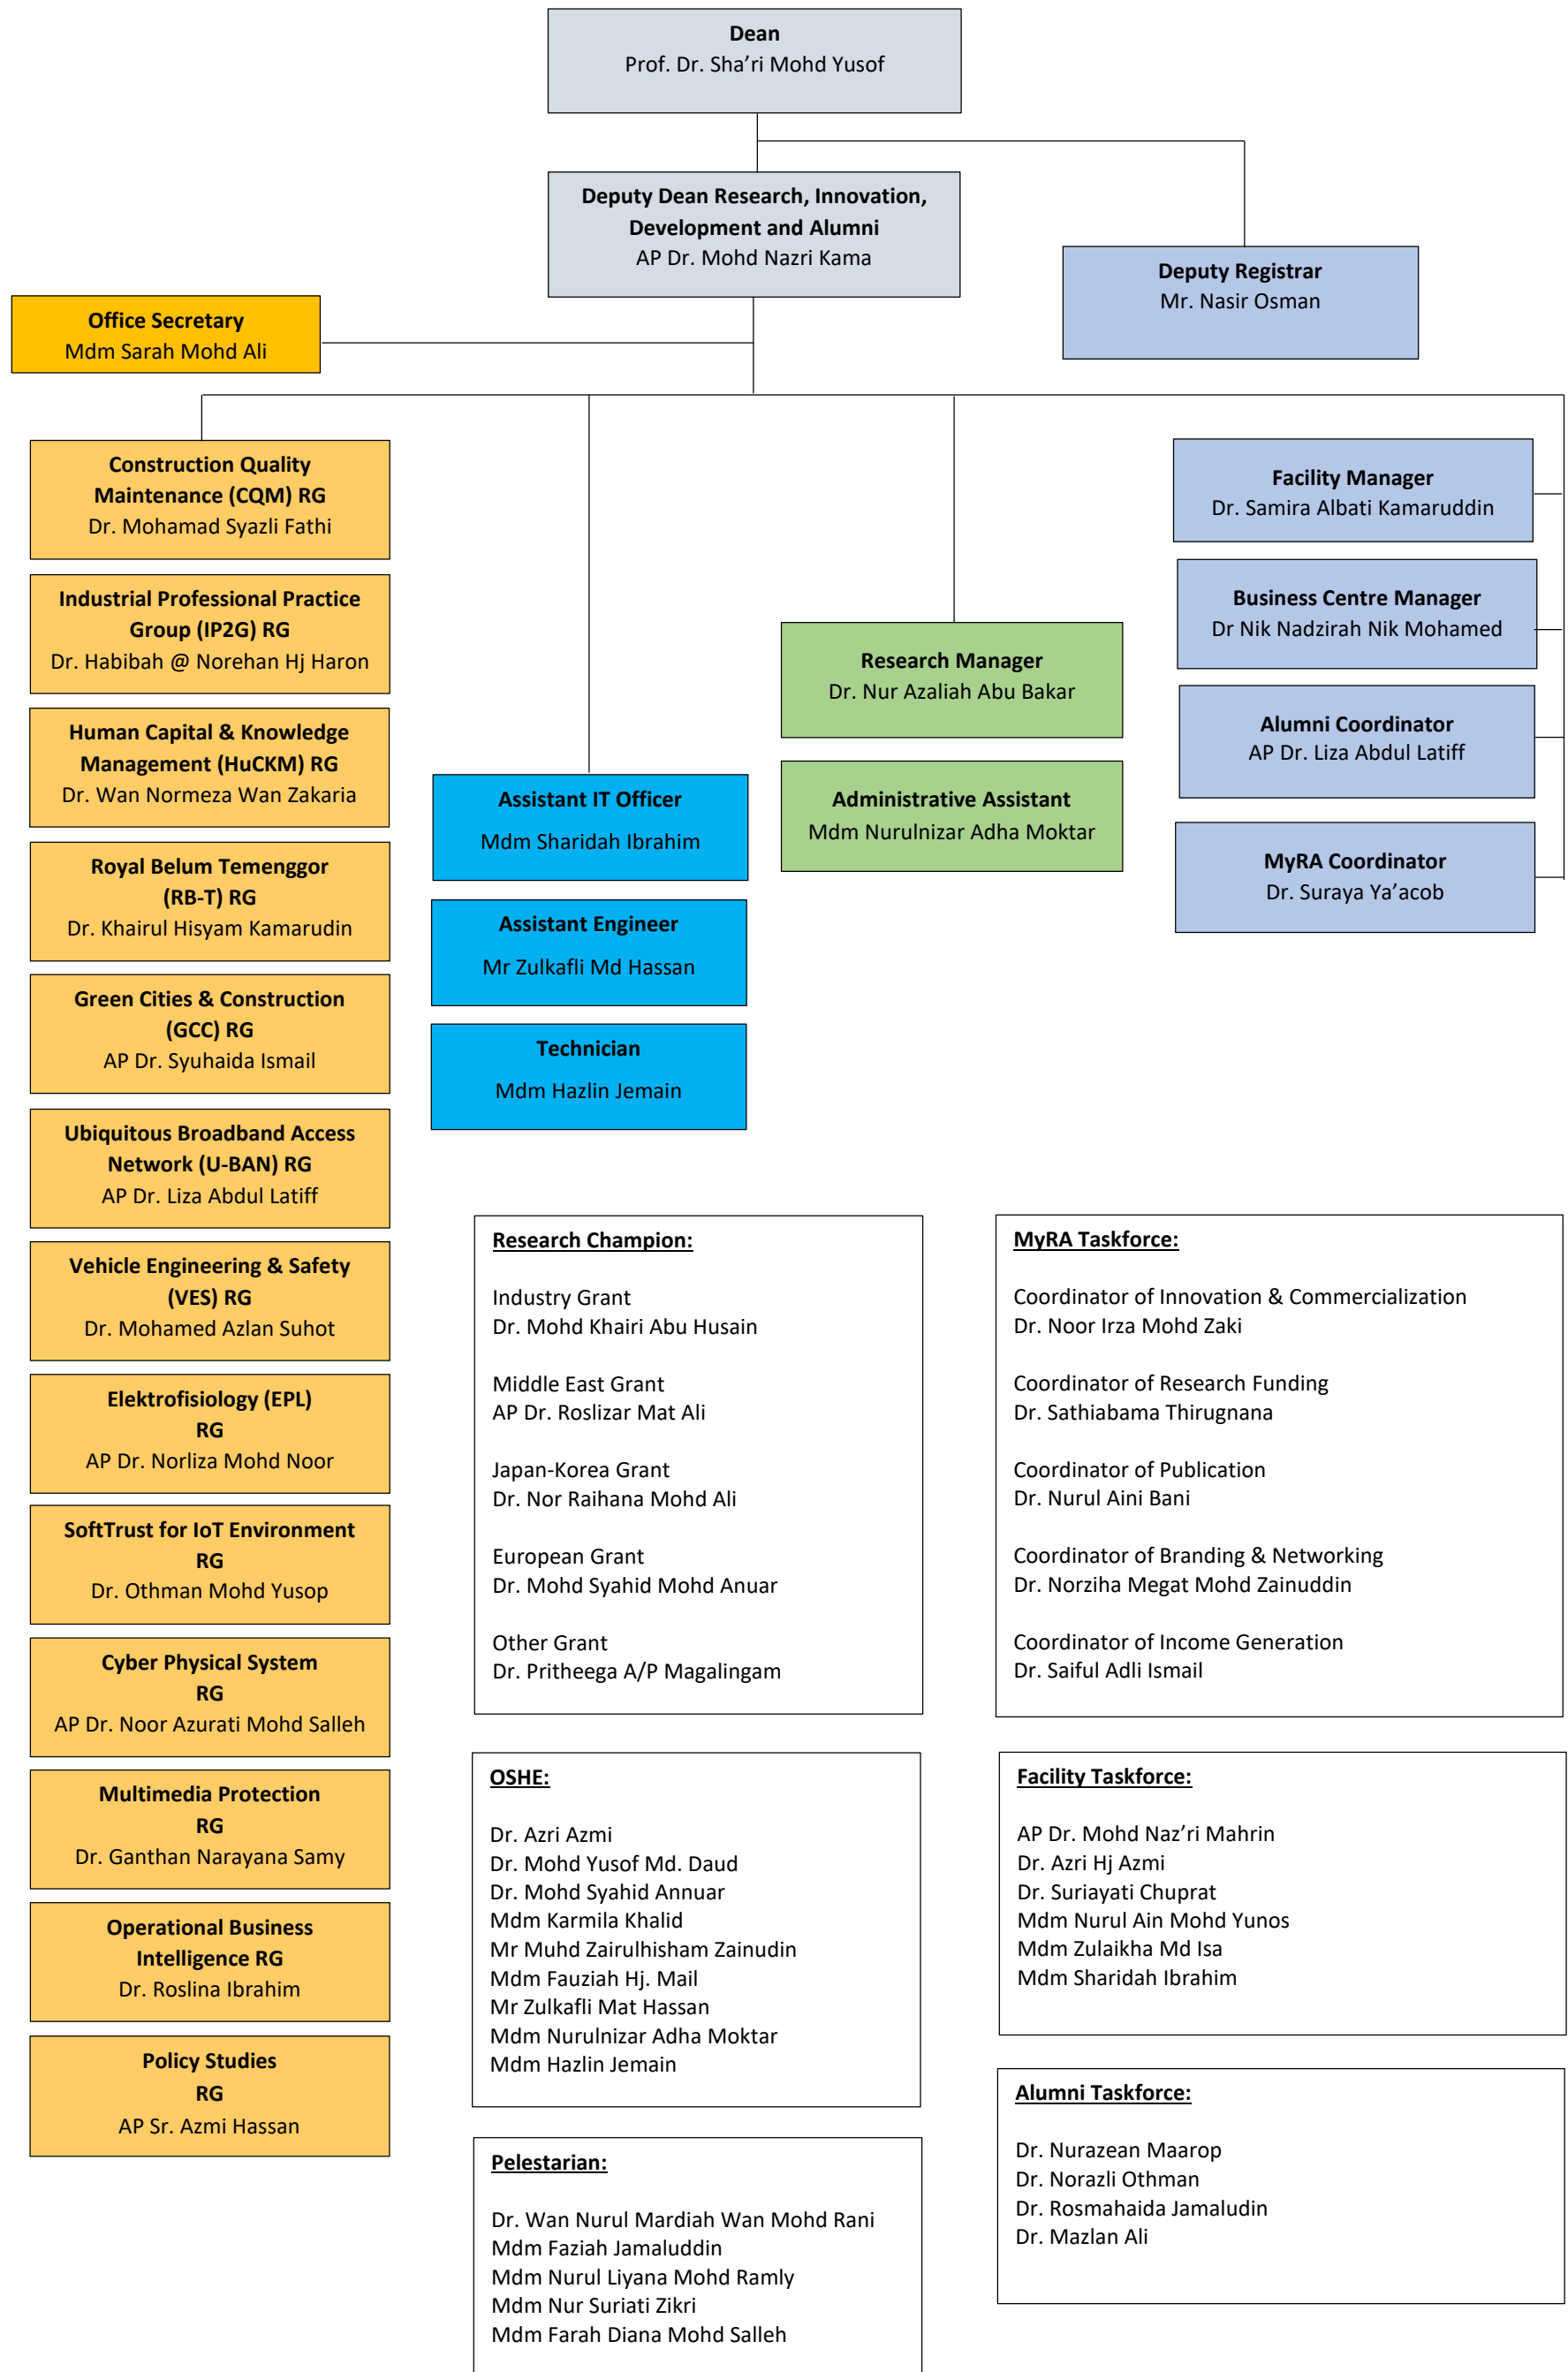 Dean
Prof. Dr. Sha’ri Mohd Yusof
Deputy Dean Research, Innovation,
Development and Alumni
AP Dr. Mohd Nazri Kama
Deputy Registrar
Mr. Nasir Osman
Office Secretary
Mdm Sarah Mohd Ali
Construction Quality
Maintenance (CQM) RG
Dr. Mohamad Syazli Fathi
Industrial Professional Practice
Group (IP2G) RG
Dr. Habibah @ Norehan Hj Haron
Human Capital & Knowledge
Management (HuCKM) RG
Dr. Wan Normeza Wan Zakaria
Royal Belum Temenggor
(RB-T) RG
Dr. Khairul Hisyam Kamarudin
Green Cities & Construction
(GCC) RG
AP Dr. Syuhaida Ismail
Ubiquitous Broadband Access
Network (U-BAN) RG
AP Dr. Liza Abdul Latiff
Vehicle Engineering & Safety
(VES) RG
Dr. Mohamed Azlan Suhot
Elektrofisiology (EPL)
RG
AP Dr. Norliza Mohd Noor
SoftTrust for IoT Environment
RG
Dr. Othman Mohd Yusop
Cyber Physical System
RG
AP Dr. Noor Azurati Mohd Salleh
Multimedia Protection
RG
Dr. Ganthan Narayana Samy
Operational Business
Intelligence RG
Dr. Roslina Ibrahim
Policy Studies
RG
AP Sr. Azmi Hassan
Assistant IT Officer
Mdm Sharidah Ibrahim
Assistant Engineer
Mr Zulkafli Md Hassan
Technician
Mdm Hazlin Jemain
Research Manager
Dr. Nur Azaliah Abu Bakar
Administrative Assistant
Mdm Nurulnizar Adha Moktar
Facility Manager
Dr. Samira Albati Kamaruddin
Business Centre Manager
Dr Nik Nadzirah Nik Mohamed
Alumni Coordinator
AP Dr. Liza Abdul Latiff
MyRA Coordinator
Dr. Suraya Ya’acob
Research Champion:
Industry Grant
Dr. Mohd Khairi Abu Husain
Middle East Grant
AP Dr. Roslizar Mat Ali
Japan-Korea Grant
Dr. Nor Raihana Mohd Ali
European Grant
Dr. Mohd Syahid Mohd Anuar
Other Grant
Dr. Pritheega A/P Magalingam
MyRA Taskforce:
Coordinator of Innovation & Commercialization
Dr. Noor Irza Mohd Zaki
Coordinator of Research Funding
Dr. Sathiabama Thirugnana
Coordinator of Publication
Dr. Nurul Aini Bani
Coordinator of Branding & Networking
Dr. Norziha Megat Mohd Zainuddin
Coordinator of Income Generation
Dr. Saiful Adli Ismail
OSHE:
Dr. Azri Azmi
Dr. Mohd Yusof Md. Daud
Dr. Mohd Syahid Annuar
Mdm Karmila Khalid
Mr Muhd Zairulhisham Zainudin
Mdm Fauziah Hj. Mail
Mr Zulkafli Mat Hassan
Mdm Nurulnizar Adha Moktar
Mdm Hazlin Jemain
Facility Taskforce:
AP Dr. Mohd Naz’ri Mahrin
Dr. Azri Hj Azmi
Dr. Suriayati Chuprat
Mdm Nurul Ain Mohd Yunos
Mdm Zulaikha Md Isa
Mdm Sharidah Ibrahim
Alumni Taskforce:
Dr. Nurazean Maarop
Dr. Norazli Othman
Dr. Rosmahaida Jamaludin
Dr. Mazlan Ali
Pelestarian:
Dr. Wan Nurul Mardiah Wan Mohd Rani
Mdm Faziah Jamaluddin
Mdm Nurul Liyana Mohd Ramly
Mdm Nur Suriati Zikri
Mdm Farah Diana Mohd Salleh